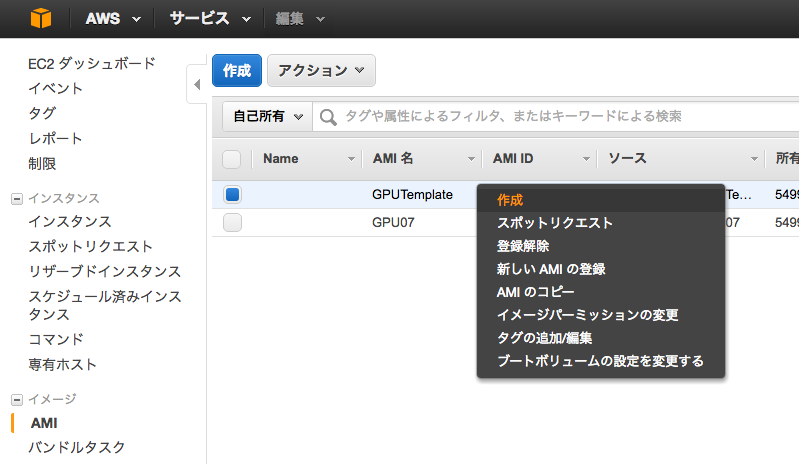 AWS サービス 編集
EC2 ダッシュボード
イベント
タグ
レポート
制限
インスタンス
インスタンス
スポットリクエスト
リザーブドインスタンス
スケジュール済みインス
タンス
コマンド
専有ホスト
イメージ
AMI
バンドルタスク
作成 アクション
自己所有 タグや属性によるフィルタ、またはキーワードによる検索
Name AMI 名 AMI ID ソース 所有
GPUTemplate Te... 5499
GPU07 07 5499
作成
スポットリクエスト
登録解除
新しい AMI の登録
AMI のコピー
イメージパーミッションの変更
タグの追加/編集
ブートボリュームの設定を変更する